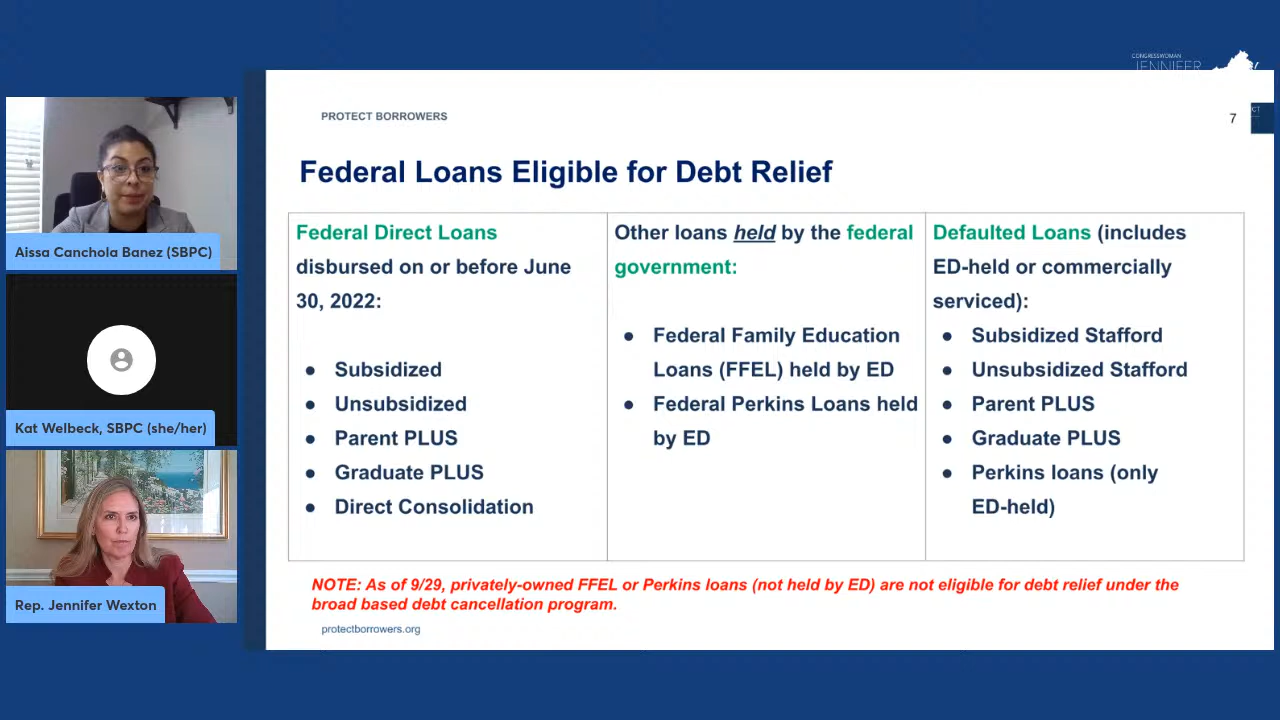 CONGRESSWOMAN
JENNIFER
PROTECT BORROWERS
7
CT
Federal Loans Eligible for Debt Relief
Federal Direct Loans
disbursed on or before June
30, 2022:
● Subsidized
● Unsubsidized
● Parent PLUS
● Graduate PLUS
● Direct Consolidation
Other loans held by the federal
government:
● Federal Family Education
Loans (FFEL) held by ED
● Federal Perkins Loans held
by ED
Defaulted Loans (includes
ED-held or commercially
serviced):
● Subsidized Stafford
● Unsubsidized Stafford
● Parent PLUS
● Graduate PLUS
● Perkins loans (only
ED-held)
NOTE: As of 9/29, privately-owned FFEL or Perkins loans (not held by ED) are not eligible for debt relief under the
broad based debt cancellation program.
protectborrowers.org
Aissa Canchola Banez (SBPC)
Kat Welbeck, SBPC (she/her)
Rep. Jennifer Wexton